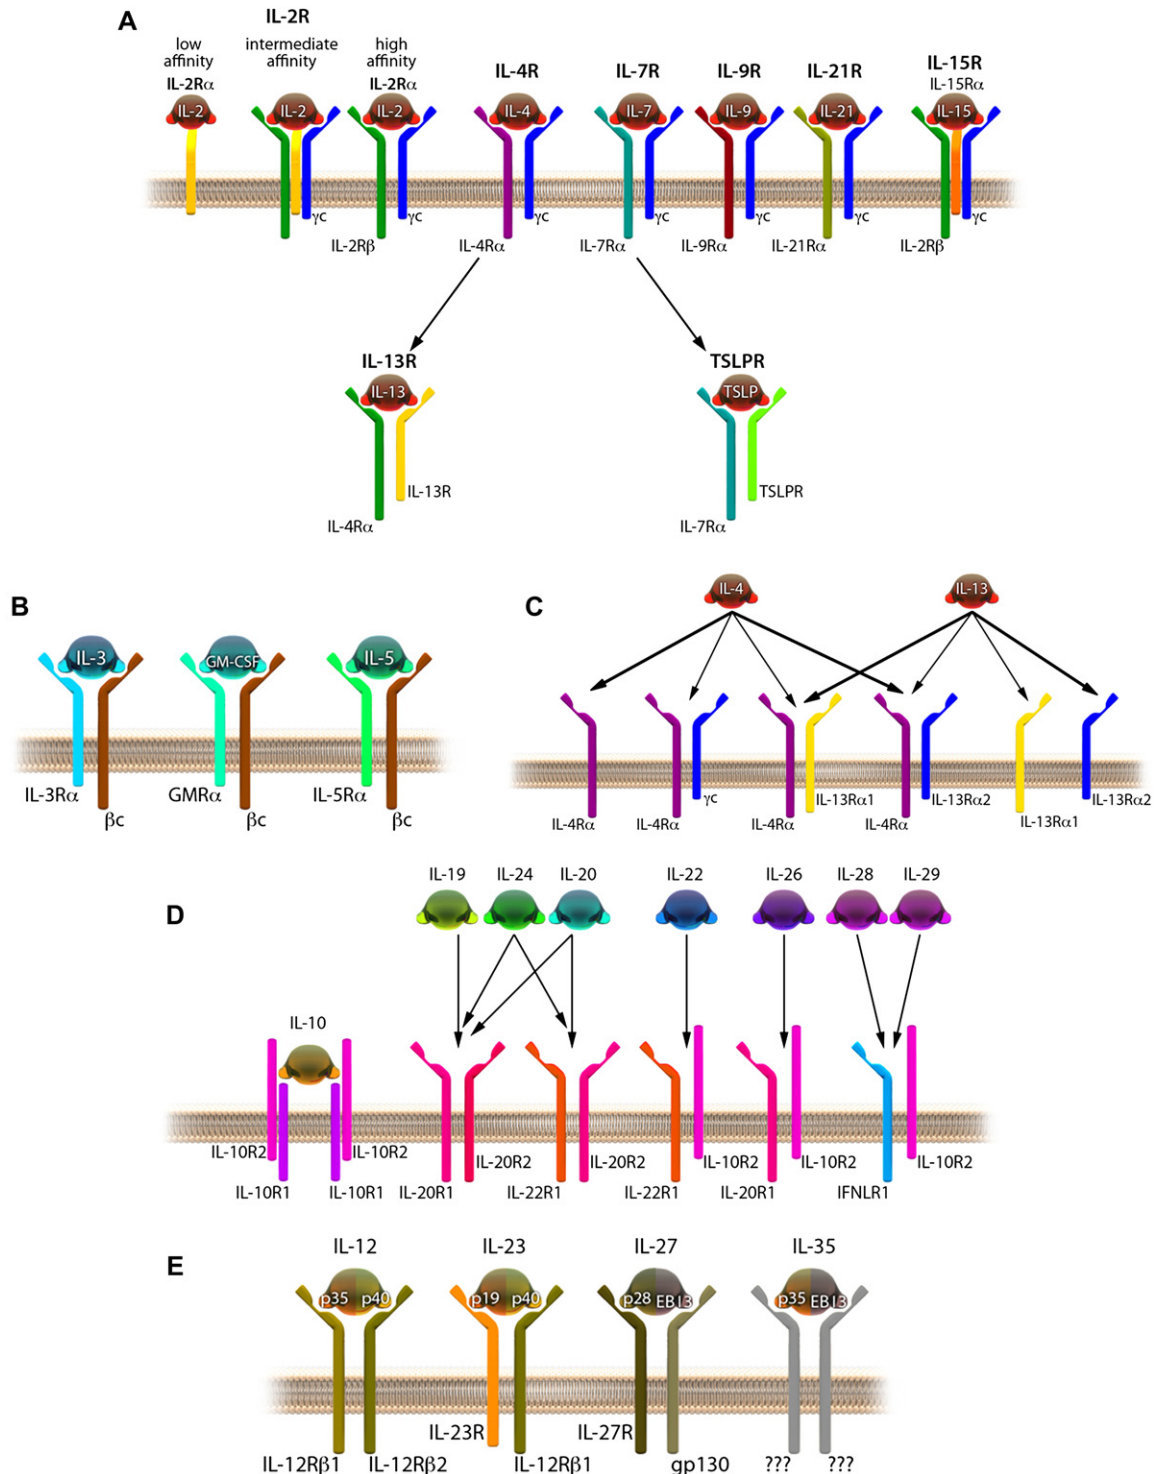 A
IL-2R
low affinity
intermediate affinity
high affinity
IL-2Rα
IL-2Rα
IL-4R
IL-7R
IL-9R
IL-21R
IL-15R
IL-15Rα
IL-2
IL-2
IL-2
IL-4
IL-7
IL-9
IL-21
IL-15
γc
γc
γc
γc
γc
γc
γc
IL-2Rβ
IL-4Rα
IL-7Rα
IL-9Rα
IL-21Rα
IL-2Rβ
IL-13R
TSLPR
IL-13
TSLP
IL-13R
TSLPR
IL-4Rα
IL-7Rα
B
IL-3
GM-CSF
IL-5
IL-3Rα
GMRα
IL-5Rα
βc
βc
βc
C
IL-4
IL-13
γc
IL-13Rα1
IL-13Rα2
IL-13Rα2
IL-4Rα
IL-4Rα
IL-4Rα
IL-4Rα
IL-13Rα1
D
IL-19
IL-24
IL-20
IL-22
IL-26
IL-28
IL-29
IL-10
IL-10R2
IL-10R2
IL-20R2
IL-20R2
IL-10R2
IL-10R2
IL-10R2
IL-10R1
IL-10R1
IL-20R1
IL-22R1
IL-22R1
IL-20R1
IFNLR1
E
IL-12
IL-23
IL-27
IL-35
p35
p40
p19
p40
p28
EBI3
p35
EBI3
IL-23R
IL-27R
IL-12Rβ1
IL-12Rβ2
IL-12Rβ1
gp130
???
???